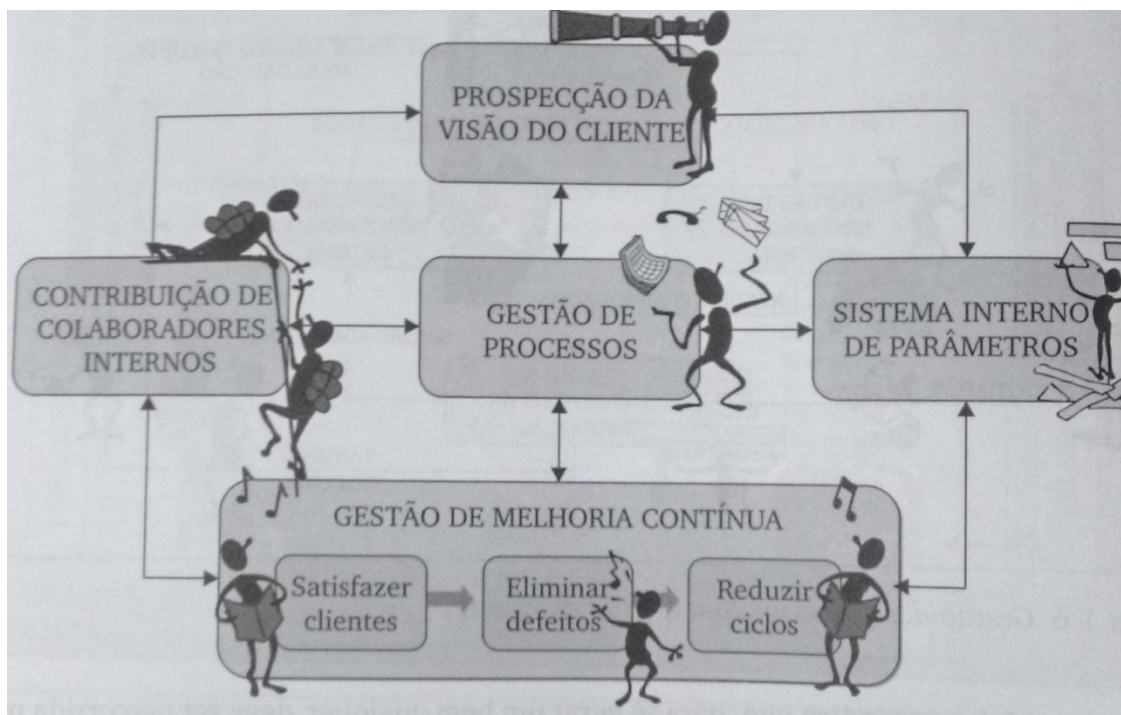 PROSPECÇÃO DA
VISÃO DO CLIENTE
CONTRIBUIÇÃO DE
COLABORADORES
INTERNOS
GESTÃO DE
PROCESSOS
SISTEMA INTERNO
DE PARÂMETROS
GESTÃO DE MELHORIA CONTÍNUA
Satisfazer
clientes
Eliminar
defeitos
Reduzir
ciclos